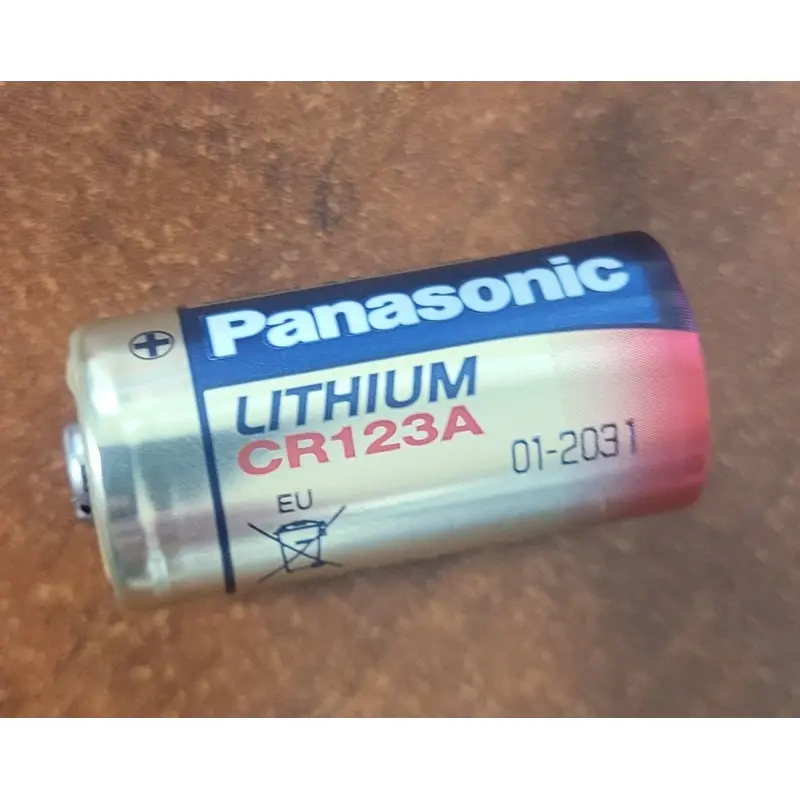 Panasonic
LITHIUM
CR123A
01-2031
EU